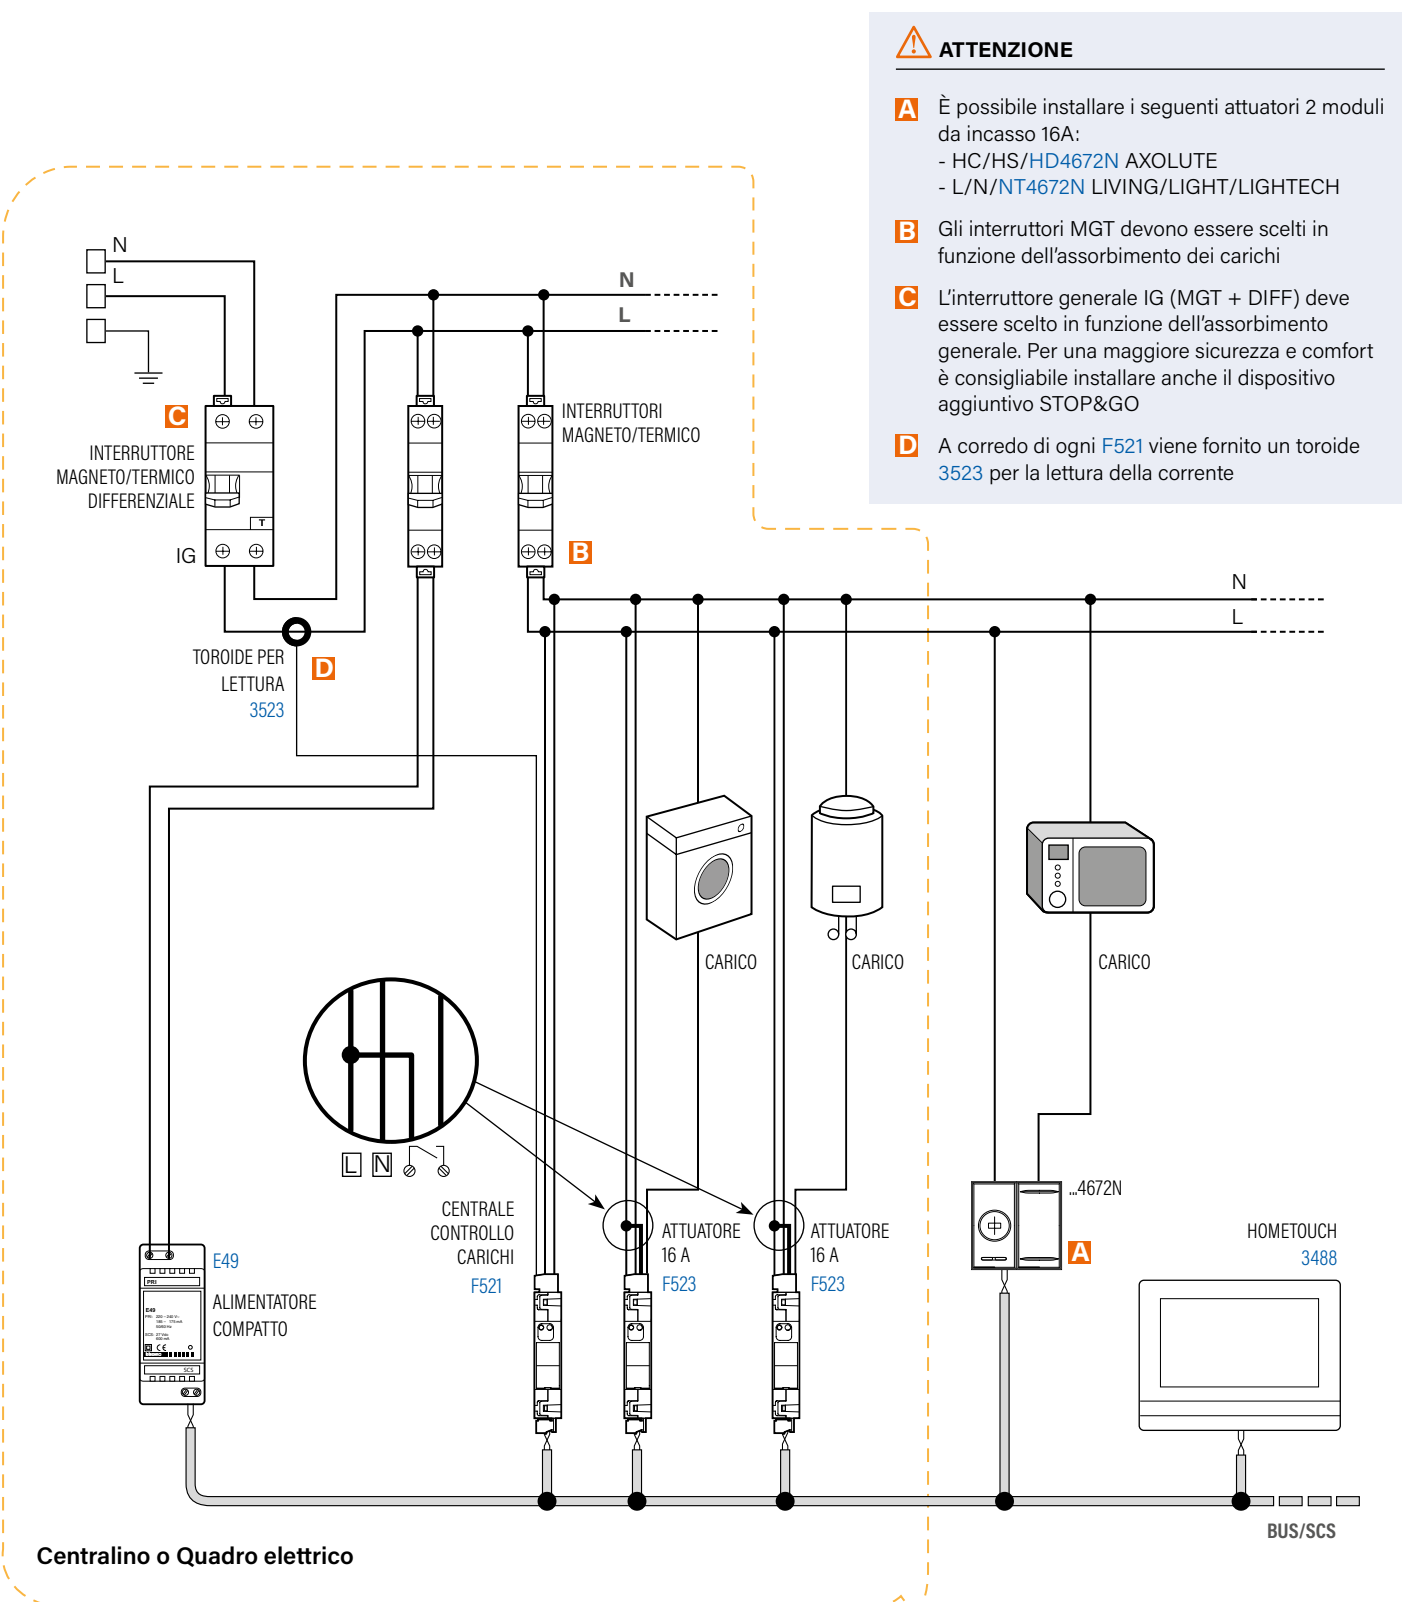 ATTENZIONE
A È possibile installare i seguenti attuatori 2 moduli
da incasso 16A:
- HC/HS/HD4672N AXOLUTE
- L/N/NT4672N LIVING/LIGHT/LIGHTECH
B Gli interruttori MGT devono essere scelti in
funzione dell'assorbimento dei carichi
C L'interruttore generale IG (MGT + DIFF) deve
essere scelto in funzione dell'assorbimento
generale. Per una maggiore sicurezza e comfort
è consigliabile installare anche il dispositivo
aggiuntivo STOP&GO
D A corredo di ogni F521 viene fornito un toroide
3523 per la lettura della corrente
N
L
N
L
C
INTERRUTTORE
MAGNETO/TERMICO
DIFFERENZIALE
IG
T
INTERRUTTORI
MAGNETO/TERMICO
B
N
L
TOROIDE PER
LETTURA
3523
D
CARICO
CARICO
CARICO
L N
CENTRALE
CONTROLLO
CARICHI
F521
ATTUATORE
16 A
F523
ATTUATORE
16 A
F523
...4672N
A
HOMETOUCH
3488
E49
ALIMENTATORE
COMPATTO
PRI
E49
SCS
BUS/SCS
Centralino o Quadro elettrico